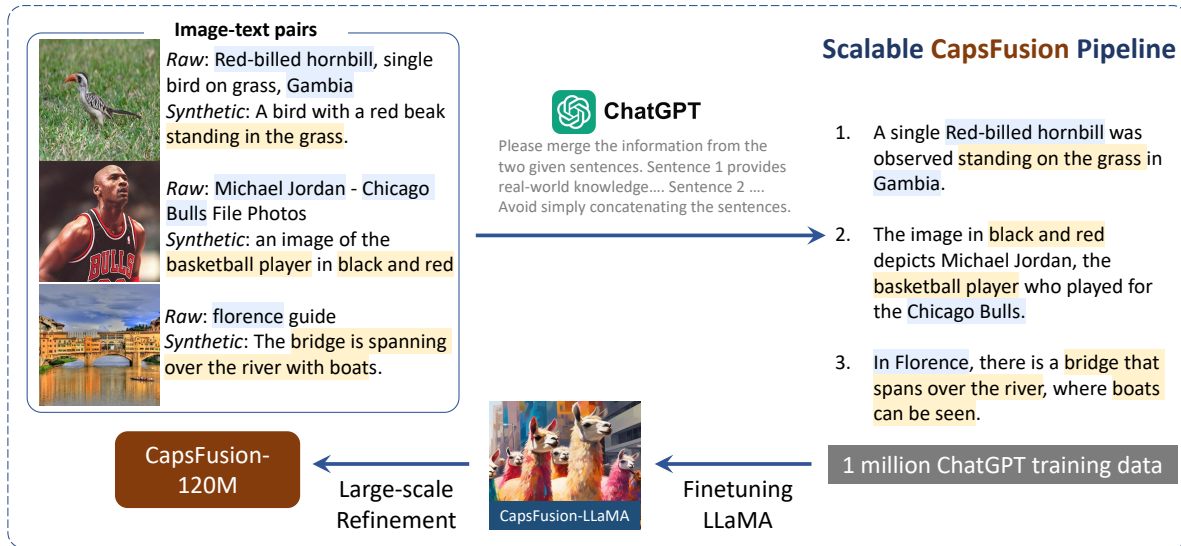 Image-text pairs
Raw: Red-billed hornbill, single
bird on grass, Gambia
Synthetic: A bird with a red beak
standing in the grass.
BULLS
Raw: Michael Jordan - Chicago
Bulls File Photos
Synthetic: an image of the
basketball player in black and red
Raw: florence guide
Synthetic: The bridge is spanning
over the river with boats.
ChatGPT
Please merge the information from the
two given sentences. Sentence 1 provides
real-world knowledge.... Sentence 2 ....
Avoid simply concatenating the sentences.
Scalable CapsFusion Pipeline
1. A single Red-billed hornbill was
observed standing on the grass in
Gambia.
2. The image in black and red
depicts Michael Jordan, the
basketball player who played for
the Chicago Bulls.
3. In Florence, there is a bridge that
spans over the river, where boats
can be seen.
1 million ChatGPT training data
Finetuning
LLaMA
CapsFusion-LLaMA
Large-scale
Refinement
CapsFusion-
120M